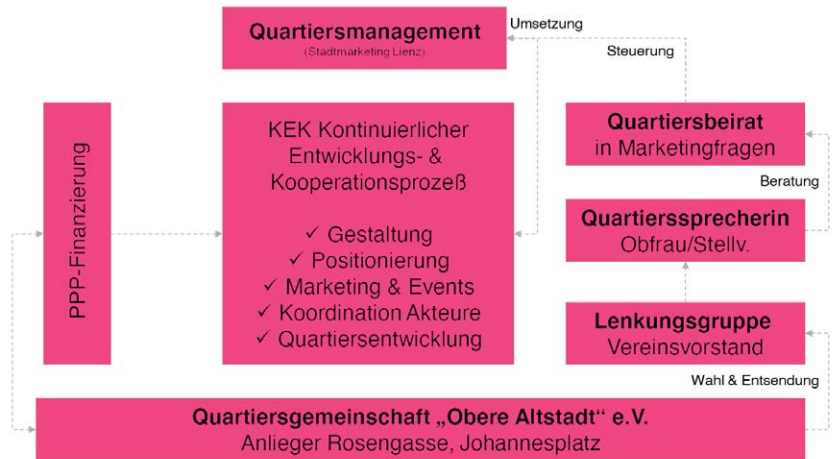 Quartiersmanagement
(Stadtmarketing Lienz)
Umsetzung
Steuerung
PPP-Finanzierung
KEK Kontinuierlicher
Entwicklungs- &
Kooperationsprozeß
✓ Gestaltung
✓ Positionierung
✓ Marketing & Events
✓ Koordination Akteure
✓ Quartiersentwicklung
Quartiersbeirat
in Marketingfragen
Beratung
Quartierssprecherin
Obfrau/Stellv.
Lenkungsgruppe
Vereinsvorstand
Wahl & Entsendung
Quartiersgemeinschaft „Obere Altstadt“ e.V.
Anlieger Rosengasse, Johannesplatz